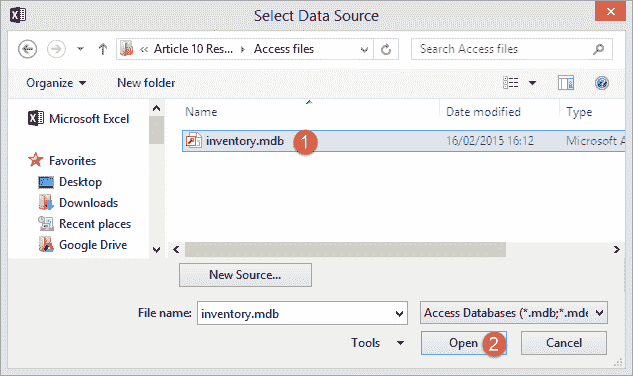 Select Data Source
« Article 10 Res... ▸ Access files
Search Access files
Organize New folder
Name Date modified Type
Microsoft Excel
inventory.mdb 1 16/02/2015 16:12 Microsoft A
Favorites
Desktop
Downloads
Recent places
Google Drive
New Source...
File name: inventory.mdb Access Databases (*.mdb;*.mde
Tools Open 2 Cancel